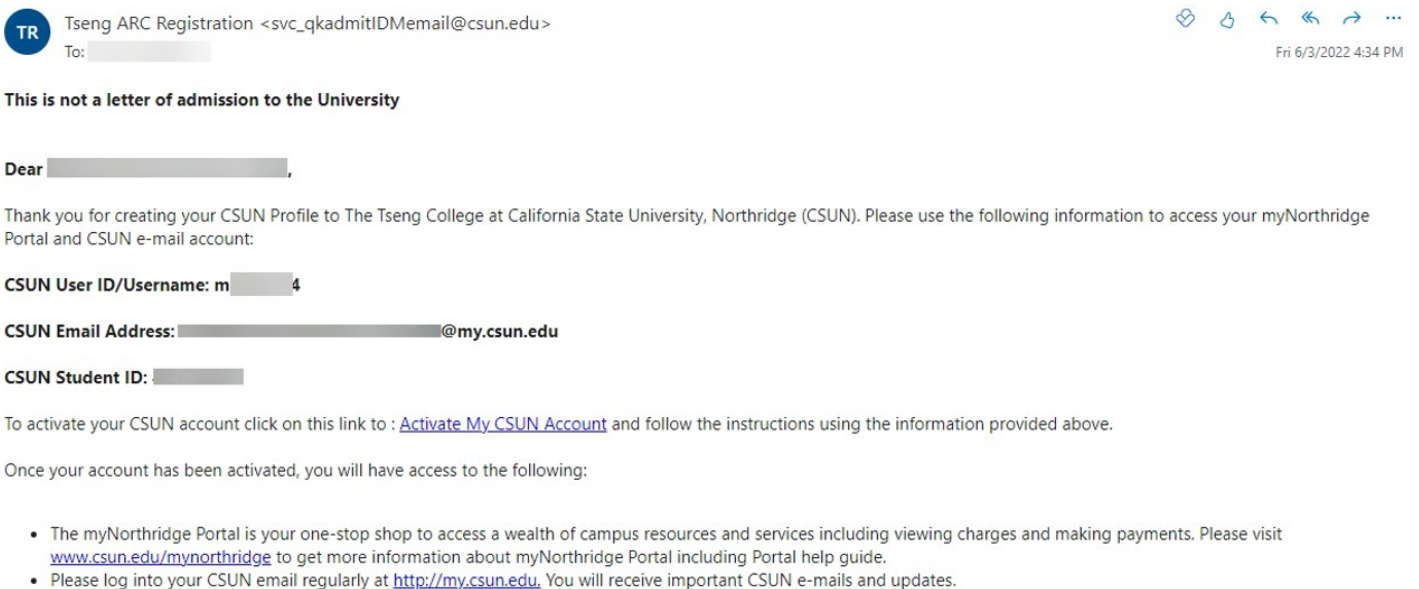 TR
Tseng ARC Registration <svc_qkadmitIDMemail@csun.edu>
To:
Fri 6/3/2022 4:34 PM
This is not a letter of admission to the University
Dear ,
Thank you for creating your CSUN Profile to The Tseng College at California State University, Northridge (CSUN). Please use the following information to access your myNorthridge
Portal and CSUN e-mail account:
CSUN User ID/Username: m 4
CSUN Email Address: @my.csun.edu
CSUN Student ID:
To activate your CSUN account click on this link to : Activate My CSUN Account and follow the instructions using the information provided above.
Once your account has been activated, you will have access to the following:
• The myNorthridge Portal is your one-stop shop to access a wealth of campus resources and services including viewing charges and making payments. Please visit
www.csun.edu/mynorthridge to get more information about myNorthridge Portal including Portal help guide.
• Please log into your CSUN email regularly at http://my.csun.edu. You will receive important CSUN e-mails and updates.